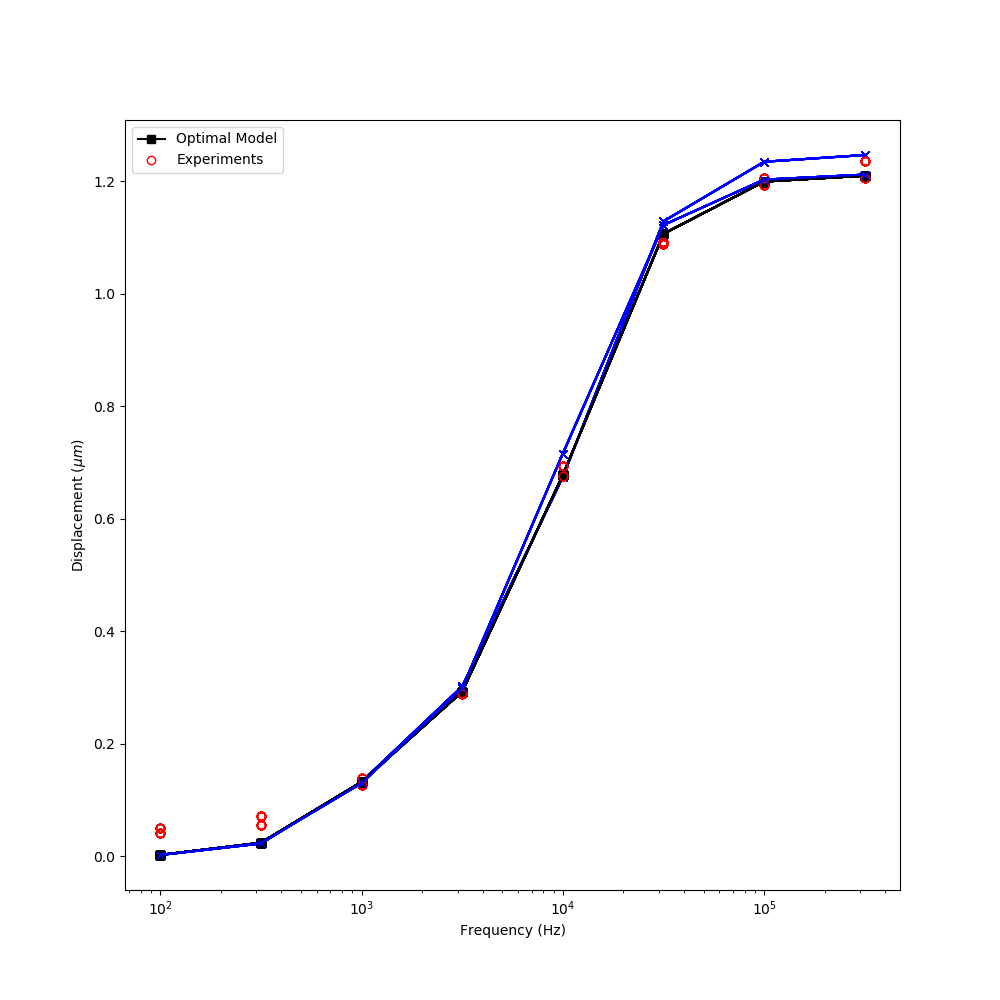 Optimal Model
Experiments
1.2
1.0
0.8
0.6
0.4
0.2
0.0
Displacement (μm)
10²
10³
10⁴
10⁵
Frequency (Hz)